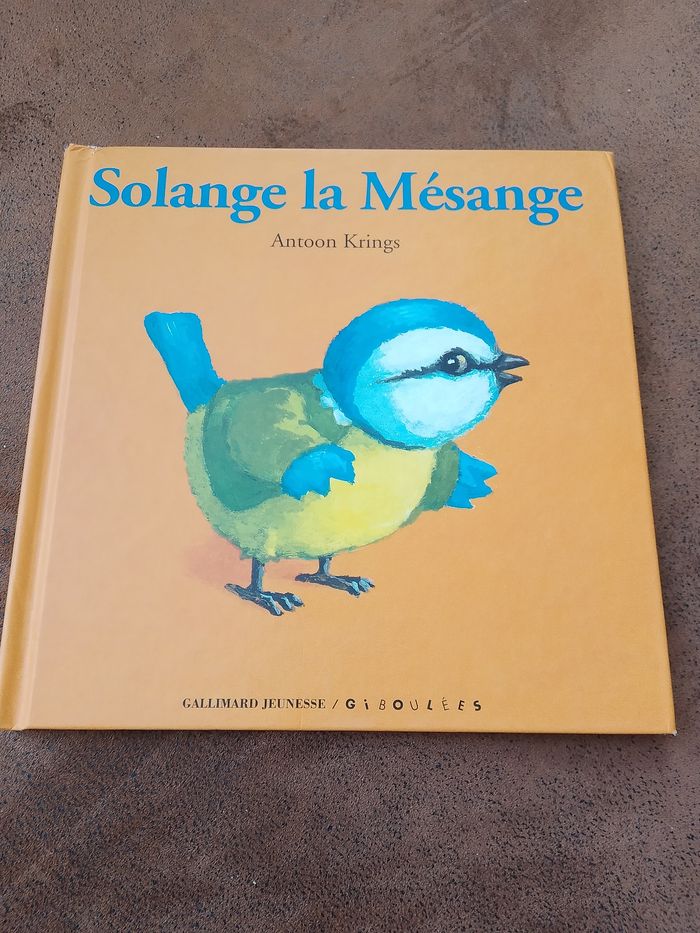 Solange la Mésange
Antoon Krings
GALLIMARD JEUNESSE / GiBOULÉES